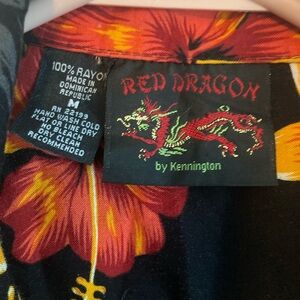 100% RAYON
MADE IN
DOMINICAN
REPUBLIC
M
RN 22199
HAND WASH COLD
FLAT OR LINE DRY
NO BLEACH
DRY CLEAN
RECOMMENDED
RED DRAGON
by Kennington